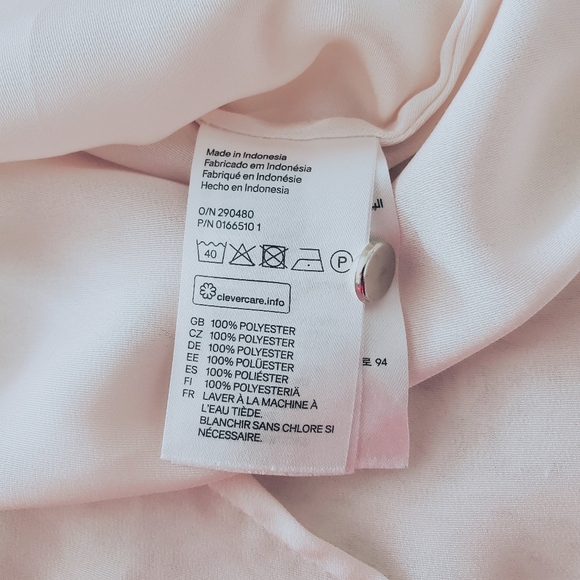 Made in Indonesia
Fabricado em Indonésia
Fabriqué en Indonésie
Hecho en Indonesia
O/N 290480
P/N 0166510 1
40
P
clevercare.info
GB 100% POLYESTER
CZ 100% POLYESTER
DE 100% POLYESTER
EE 100% POLÜESTER
ES 100% POLIÉSTER
FI 100% POLYESTERIÄ
FR LAVER À LA MACHINE À
L'EAU TIÈDE.
BLANCHIR SANS CHLORE SI
NÉCESSAIRE.
로 94